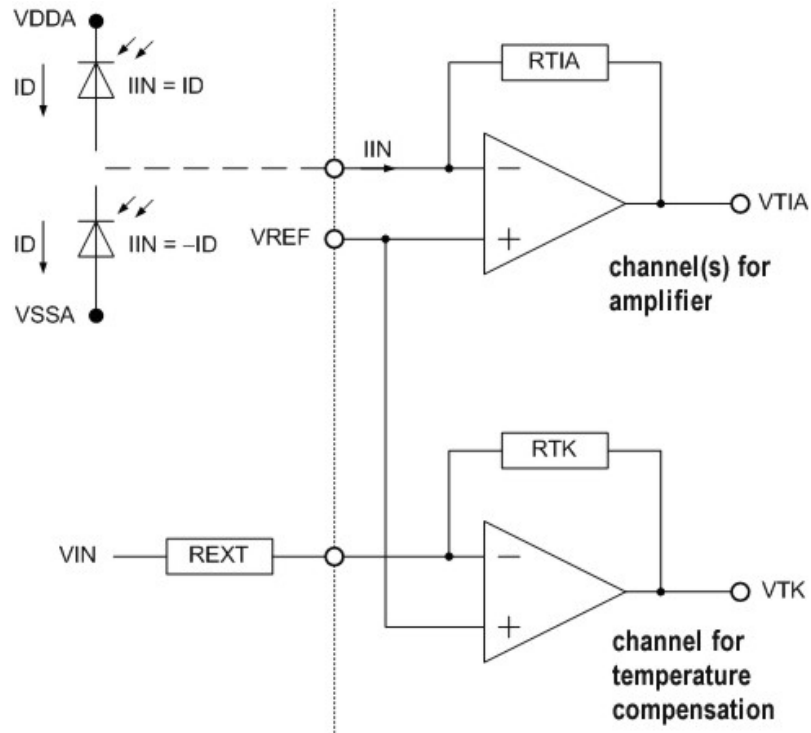 VDDA
ID
IIN = ID
RTIA
IIN
−
+
VTIA
ID
IIN = −ID
VREF
channel(s) for
amplifier
VSSA
RTK
VIN
REXT
−
+
VTK
channel for
temperature
compensation